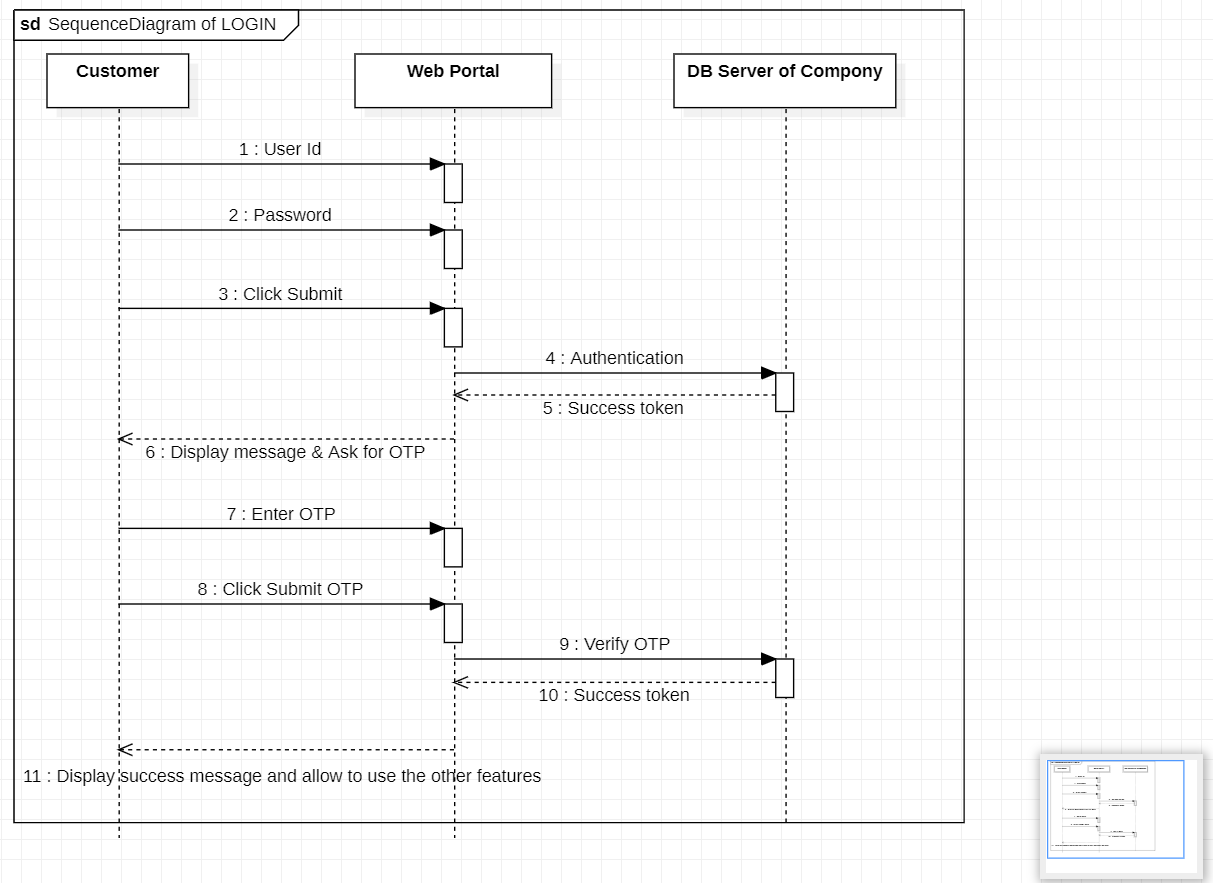 sd SequenceDiagram of LOGIN
Customer
Web Portal
DB Server of Company
1 : User Id
2 : Password
3 : Click Submit
4 : Authentication
5 : Success token
6 : Display message & Ask for OTP
7 : Enter OTP
8 : Click Submit OTP
9 : Verify OTP
10 : Success token
11 : Display success message and allow to use the other features